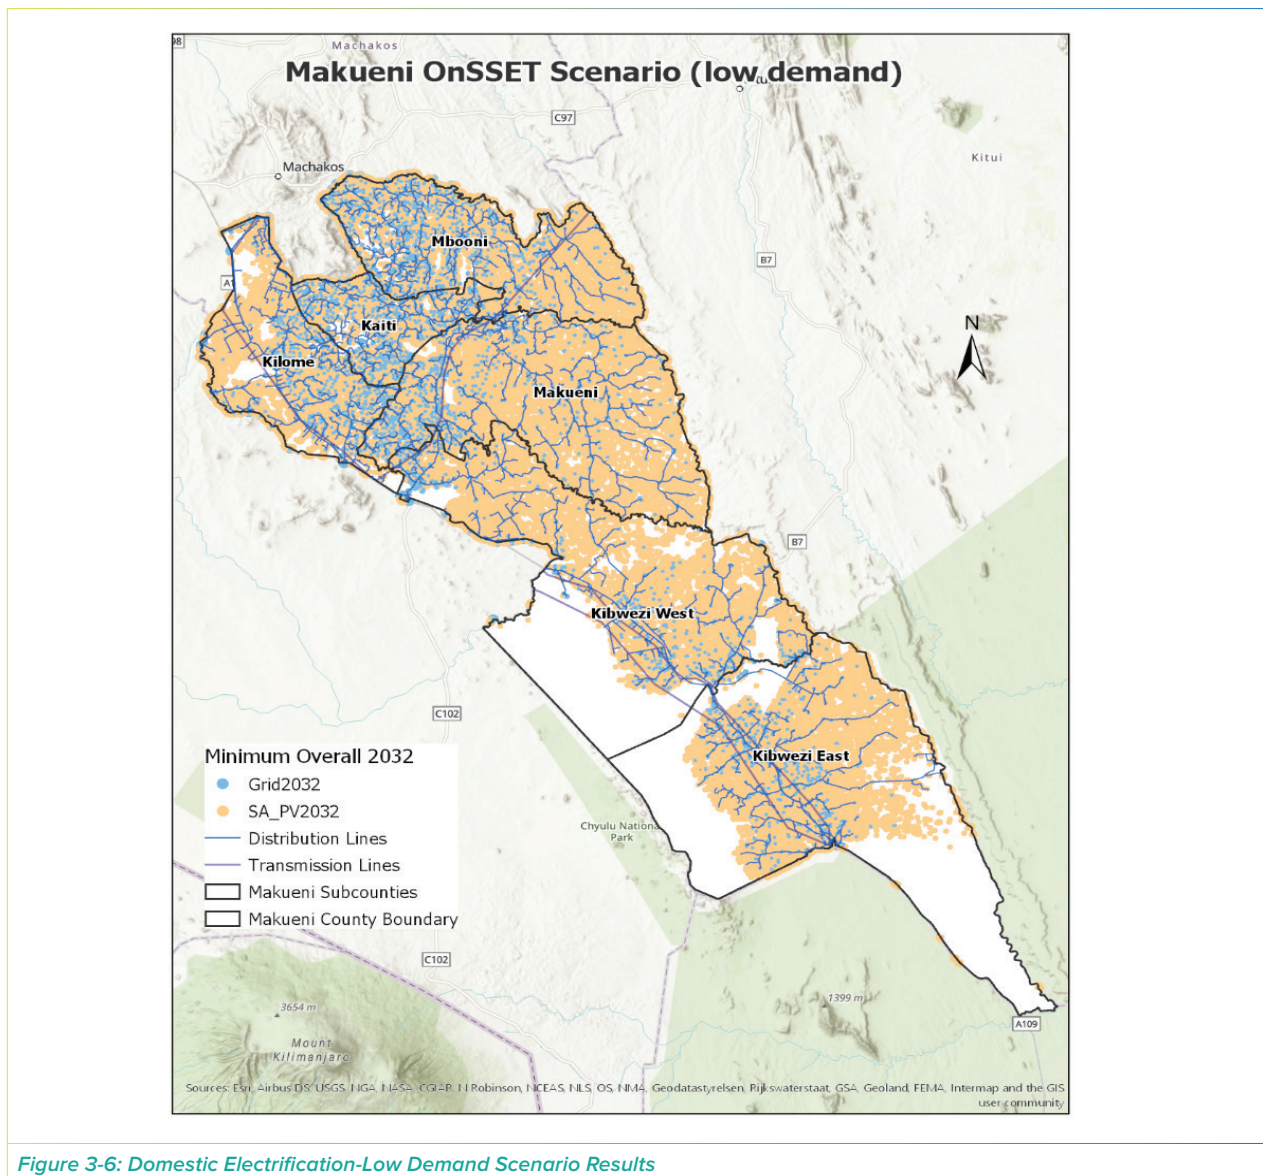 98
Machakos
Makueni OnSSET Scenario (low demand)
C97
Kitui
Machakos
Mbooni
B7
A1
Kaiti
N
Kilome
Makueni
B7
Kibwezi West
C102
Minimum Overall 2032
Kibwezi East
Grid2032
SA_PV2032
Chyulu National
Park
Distribution Lines
Transmission Lines
Makueni Subcounties
Makueni County Boundary
C102
3654 m
1399 m
A109
Mount
Kilimanjaro
Sources: Esri, Airbus DS, USGS, NGA, NASA, CGIAR, N Robinson, NCEAS, NLS, OS, NMA, Geodatastyrelsen, Rijkswaterstaat, GSA, Geoland, FEMA, Intermap and the GIS
user community
Figure 3-6: Domestic Electrification-Low Demand Scenario Results